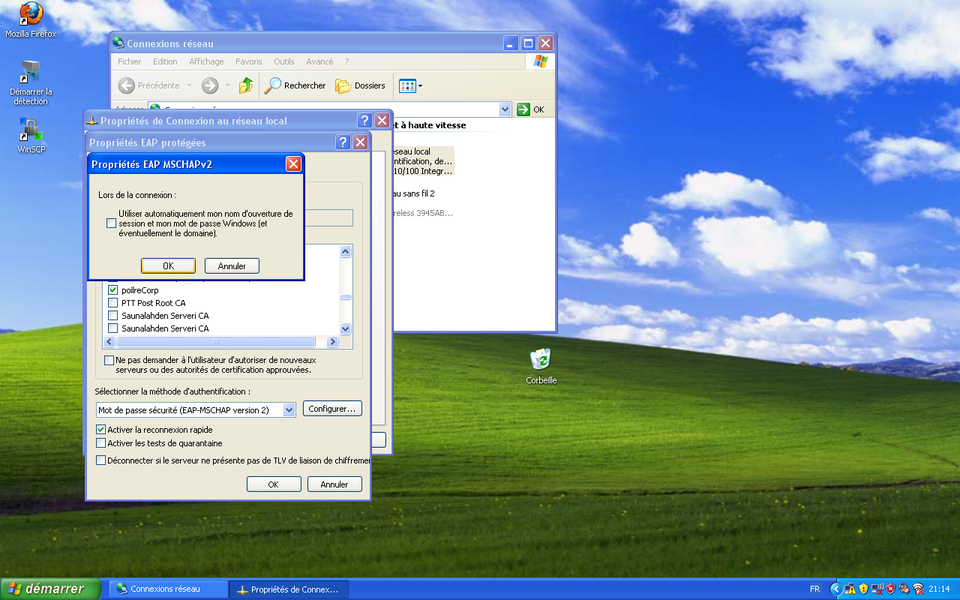 Mozilla Firefox
Démarrer la
détection
WinSCP
Connexions réseau
Fichier Edition Affichage Favoris Outils Avancé ?
Précédente Rechercher Dossiers
OK
et à haute vitesse
seau local
ntification, de...
10/100 Integr...
au sans fil 2
reless 3945AB...
Propriétés de Connexion au réseau local
Propriétés EAP protégées
Propriétés EAP MSCHAPv2
Lors de la connexion :
Utiliser automatiquement mon nom d'ouverture de
session et mon mot de passe Windows (et
éventuellement le domaine).
OK Annuler
poilreCorp
PTT Post Root CA
Saunalahden Serveri CA
Saunalahden Serveri CA
Ne pas demander à l'utilisateur d'autoriser de nouveaux
serveurs ou des autorités de certification approuvées.
Sélectionner la méthode d'authentification :
Mot de passe sécurité (EAP-MSCHAP version 2) Configurer...
Activer la reconnexion rapide
Activer les tests de quarantaine
Déconnecter si le serveur ne présente pas de TLV de liaison de chiffremer
OK Annuler
Corbeille
démarrer Connexions réseau Propriétés de Connex... FR 21:14